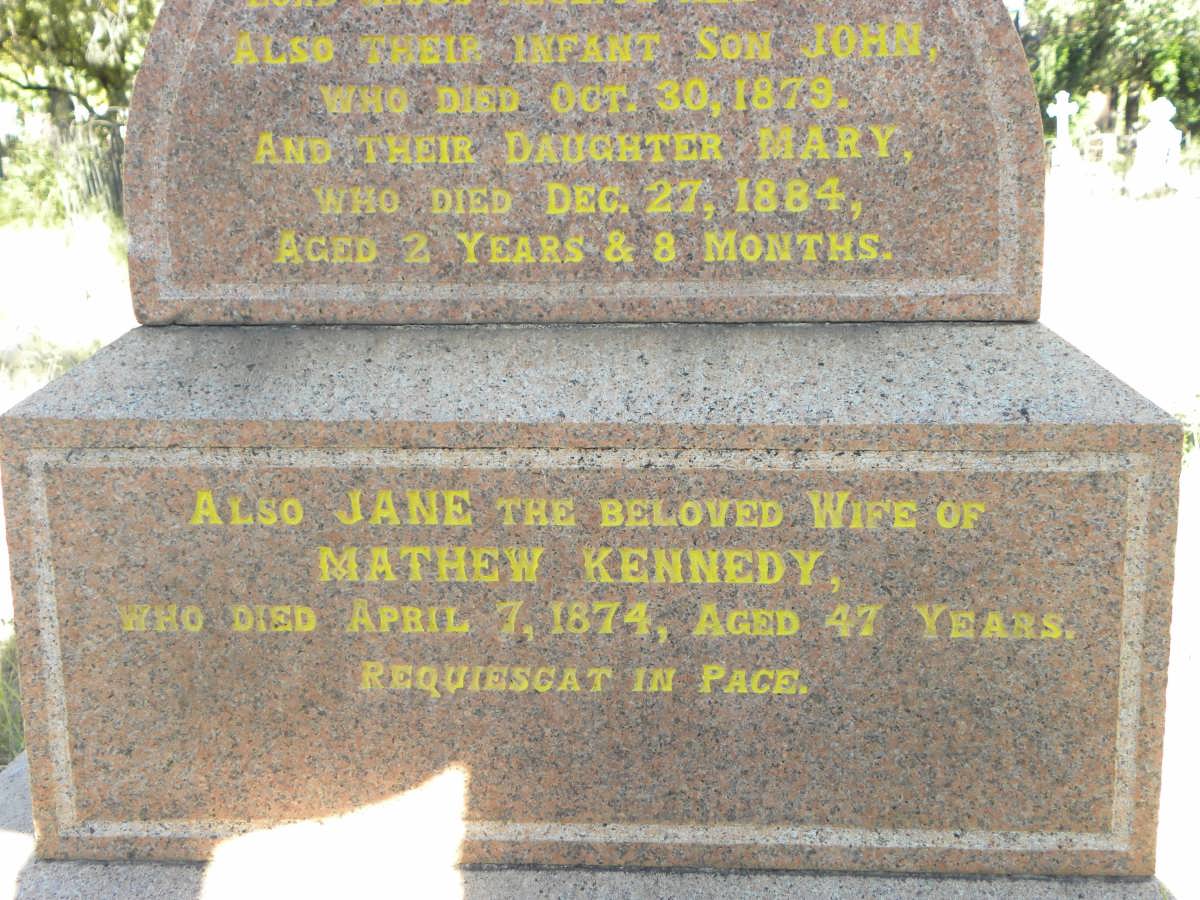 ALSO THEIR INFANT SON JOHN,
WHO DIED OCT. 30, 1879.
AND THEIR DAUGHTER MARY,
WHO DIED DEC. 27, 1884,
AGED 2 YEARS & 8 MONTHS.
ALSO JANE THE BELOVED WIFE OF
MATHEW KENNEDY,
WHO DIED APRIL 7, 1874, AGED 47 YEARS.
REQUIESCAT IN PACE.